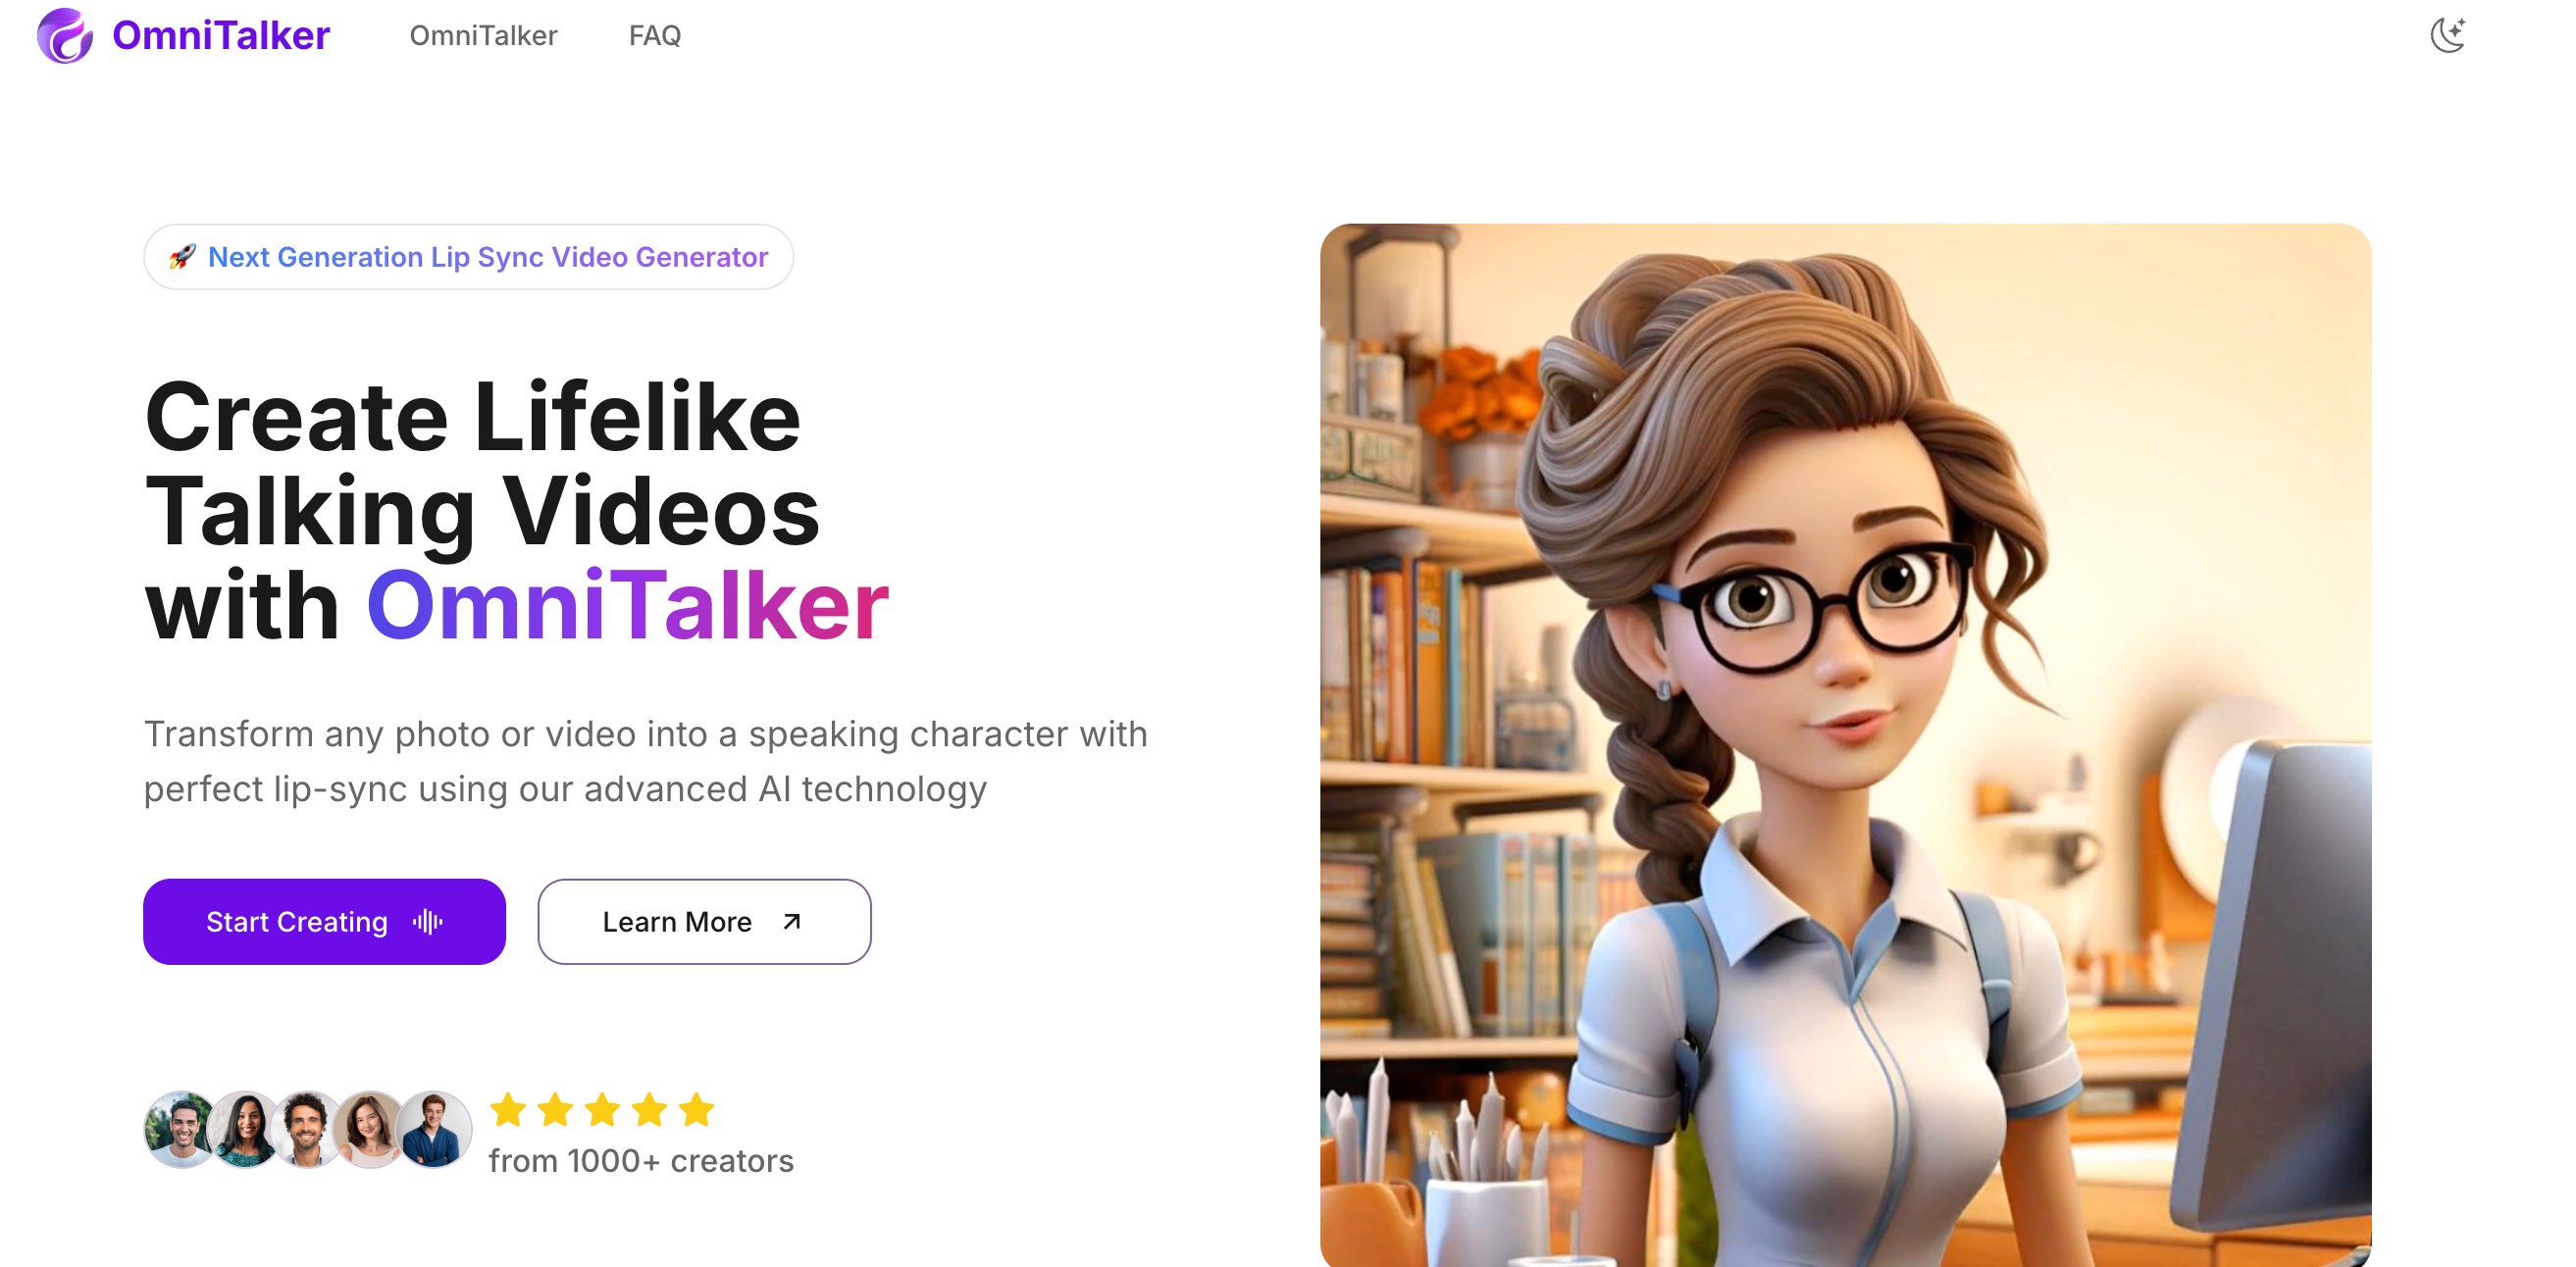 OmniTalker
OmniTalker
FAQ
🚀 Next Generation Lip Sync Video Generator
Create Lifelike
Talking Videos
with OmniTalker
Transform any photo or video into a speaking character with
perfect lip-sync using our advanced AI technology
Start Creating
Learn More
from 1000+ creators